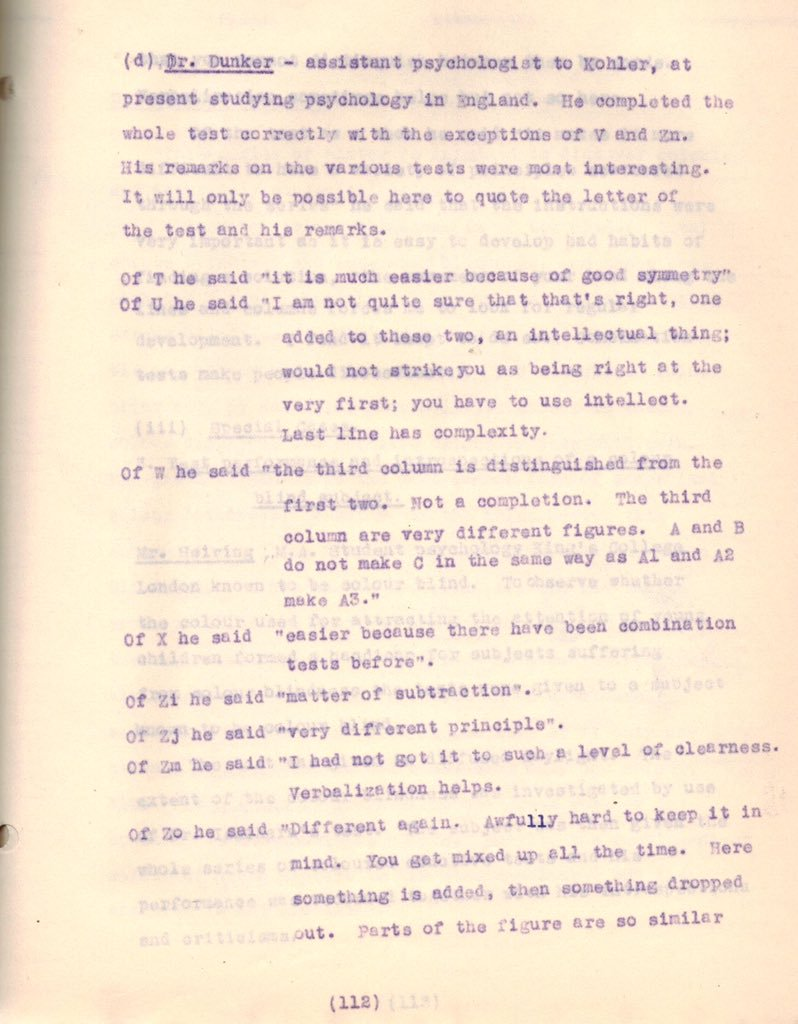 (d) Dr. Dunker - assistant psychologist to Kohler, at
present studying psychology in England. He completed the
whole test correctly with the exceptions of V and Zn.
His remarks on the various tests were most interesting.
It will only be possible here to quote the letter of
the test and his remarks.
Of T he said "it is much easier because of good symmetry"
Of U he said "I am not quite sure that that's right, one
added to these two, an intellectual thing;
would not strike you as being right at the
very first; you have to use intellect.
Last line has complexity.
Of W he said "the third column is distinguished from the
first two. Not a completion. The third
column are very different figures. A and B
do not make C in the same way as A1 and A2
make A3."
Of X he said "easier because there have been combination
tests before".
Of Zi he said "matter of subtraction".
Of Zj he said "very different principle".
Of Zm he said "I had not got it to such a level of clearness.
Verbalization helps.
Of Zo he said "Different again. Awfully hard to keep it in
mind. You get mixed up all the time. Here
something is added, then something dropped
out. Parts of the figure are so similar
(112)